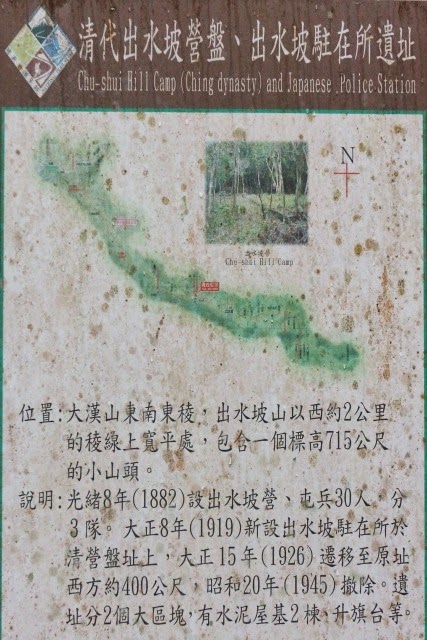 清代出水坡營盤、出水坡駐在所遺址
Chu-shui Hill Camp (Ching dynasty) and Japanese Police Station
N
出水坡營
Chu-shui Hill Camp
位置:大漢山東南東稜，出水坡山以西約2公里
的稜線上寬平處，包含一個標高715公尺
的小山頭。
說明:光緒8年(1882)設出水坡營、屯兵30人，分
3隊。大正8年(1919)新設出水坡駐在所於
清營盤址上，大正15年(1926)遷移至原址
西方約400公尺，昭和20年(1945)撤除。遺
址分2個大區塊，有水泥屋基2棟、升旗台等。